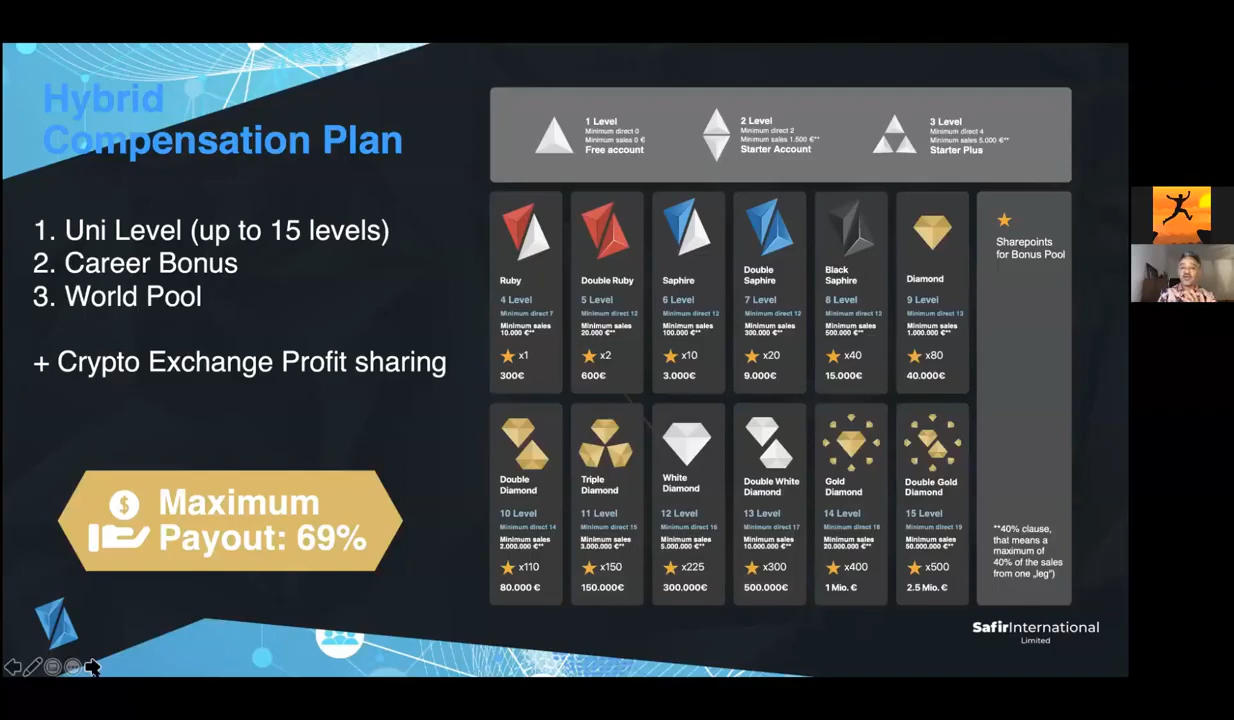 Hybrid
Compensation Plan
1. Uni Level (up to 15 levels)
2. Career Bonus
3. World Pool
+ Crypto Exchange Profit sharing
Maximum
Payout: 69%
1 Level
Minimum direct 0
Minimum sales 0 €
Free account
2 Level
Minimum direct 2
Minimum sales 1.500 €**
Starter Account
3 Level
Minimum direct 4
Minimum sales 5.000 €**
Starter Plus
Ruby
4 Level
Minimum direct 7
Minimum sales
10.000 €**
x1
300€
Double Ruby
5 Level
Minimum direct 12
Minimum sales
20.000 €**
x2
600€
Saphire
6 Level
Minimum direct 12
Minimum sales
100.000 €**
x10
3.000€
Double
Saphire
7 Level
Minimum direct 12
Minimum sales
300.000 €**
x20
9.000€
Black
Saphire
8 Level
Minimum direct 13
Minimum sales
500.000 €**
x40
15.000€
Diamond
9 Level
Minimum direct 13
Minimum sales
1.000.000 €**
x80
40.000€
Sharepoints
for Bonus Pool
Double
Diamond
10 Level
Minimum direct 14
Minimum sales
2.000.000 €**
x110
80.000 €
Triple
Diamond
11 Level
Minimum direct 15
Minimum sales
3.000.000 €**
x150
150.000€
White
Diamond
12 Level
Minimum direct 16
Minimum sales
5.000.000 €**
x225
300.000€
Double White
Diamond
13 Level
Minimum direct 17
Minimum sales
10.000.000 €**
x300
500.000€
Gold
Diamond
14 Level
Minimum direct 18
Minimum sales
20.000.000 €**
x400
1 Mio. €
Double Gold
Diamond
15 Level
Minimum direct 19
Minimum sales
50.000.000 €**
x500
2.5 Mio. €
**40% clause,
that means a
maximum of
40% of the sales
from one „leg")
SafirInternational
Limited